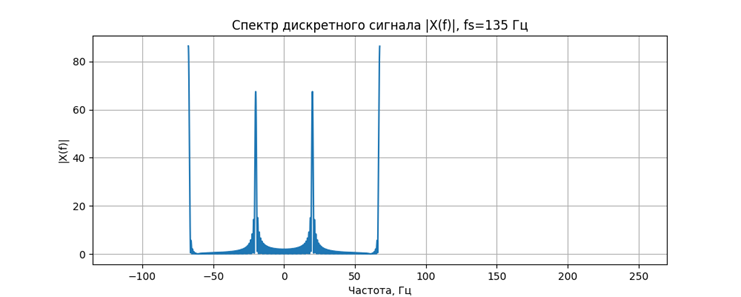 Спектр дискретного сигнала |X(f)|, fs=135 Гц
|X(f)|
80
60
40
20
0
−100 −50 0 50 100 150 200 250
Частота, Гц